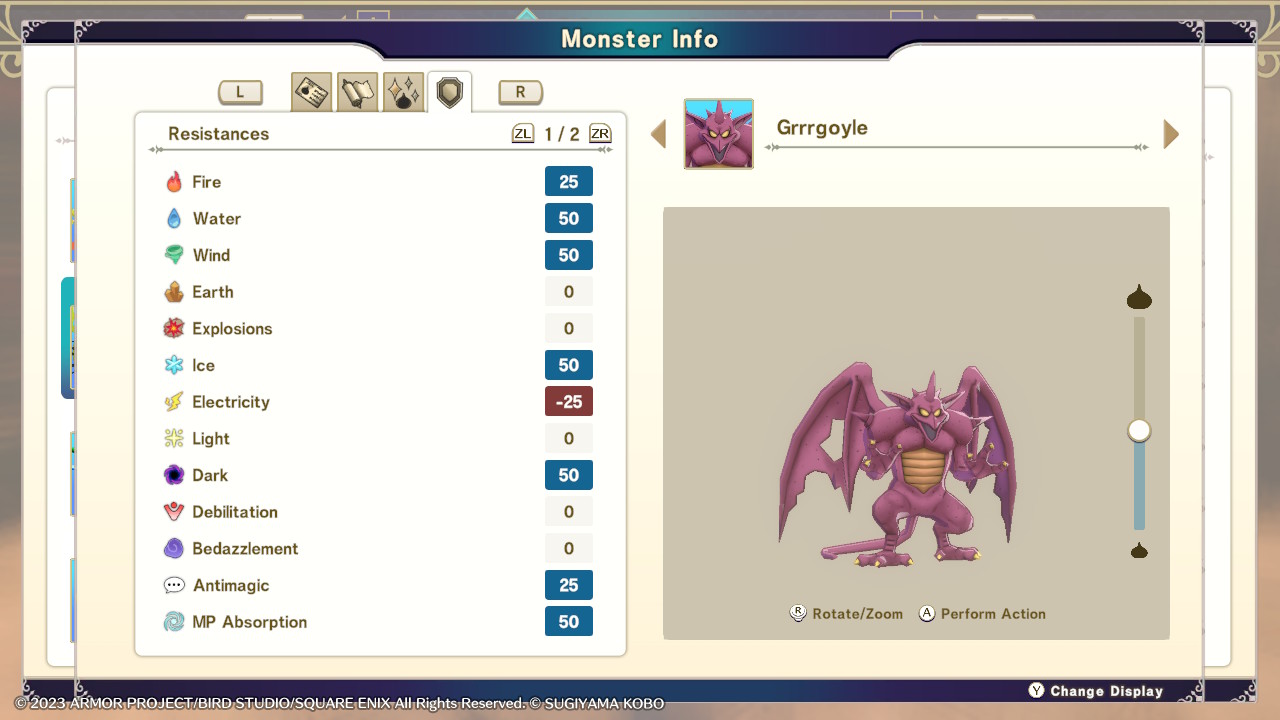 Monster Info
L
R
Resistances
ZL 1 / 2 ZR
Fire 25
Water 50
Wind 50
Earth 0
Explosions 0
Ice 50
Electricity -25
Light 0
Dark 50
Debilitation 0
Bedazzlement 0
Antimagic 25
MP Absorption 50
Grrrgoyle
R Rotate/Zoom A Perform Action
Y Change Display
© 2023 ARMOR PROJECT/BIRD STUDIO/SQUARE ENIX All Rights Reserved. © SUGIYAMA KOBO